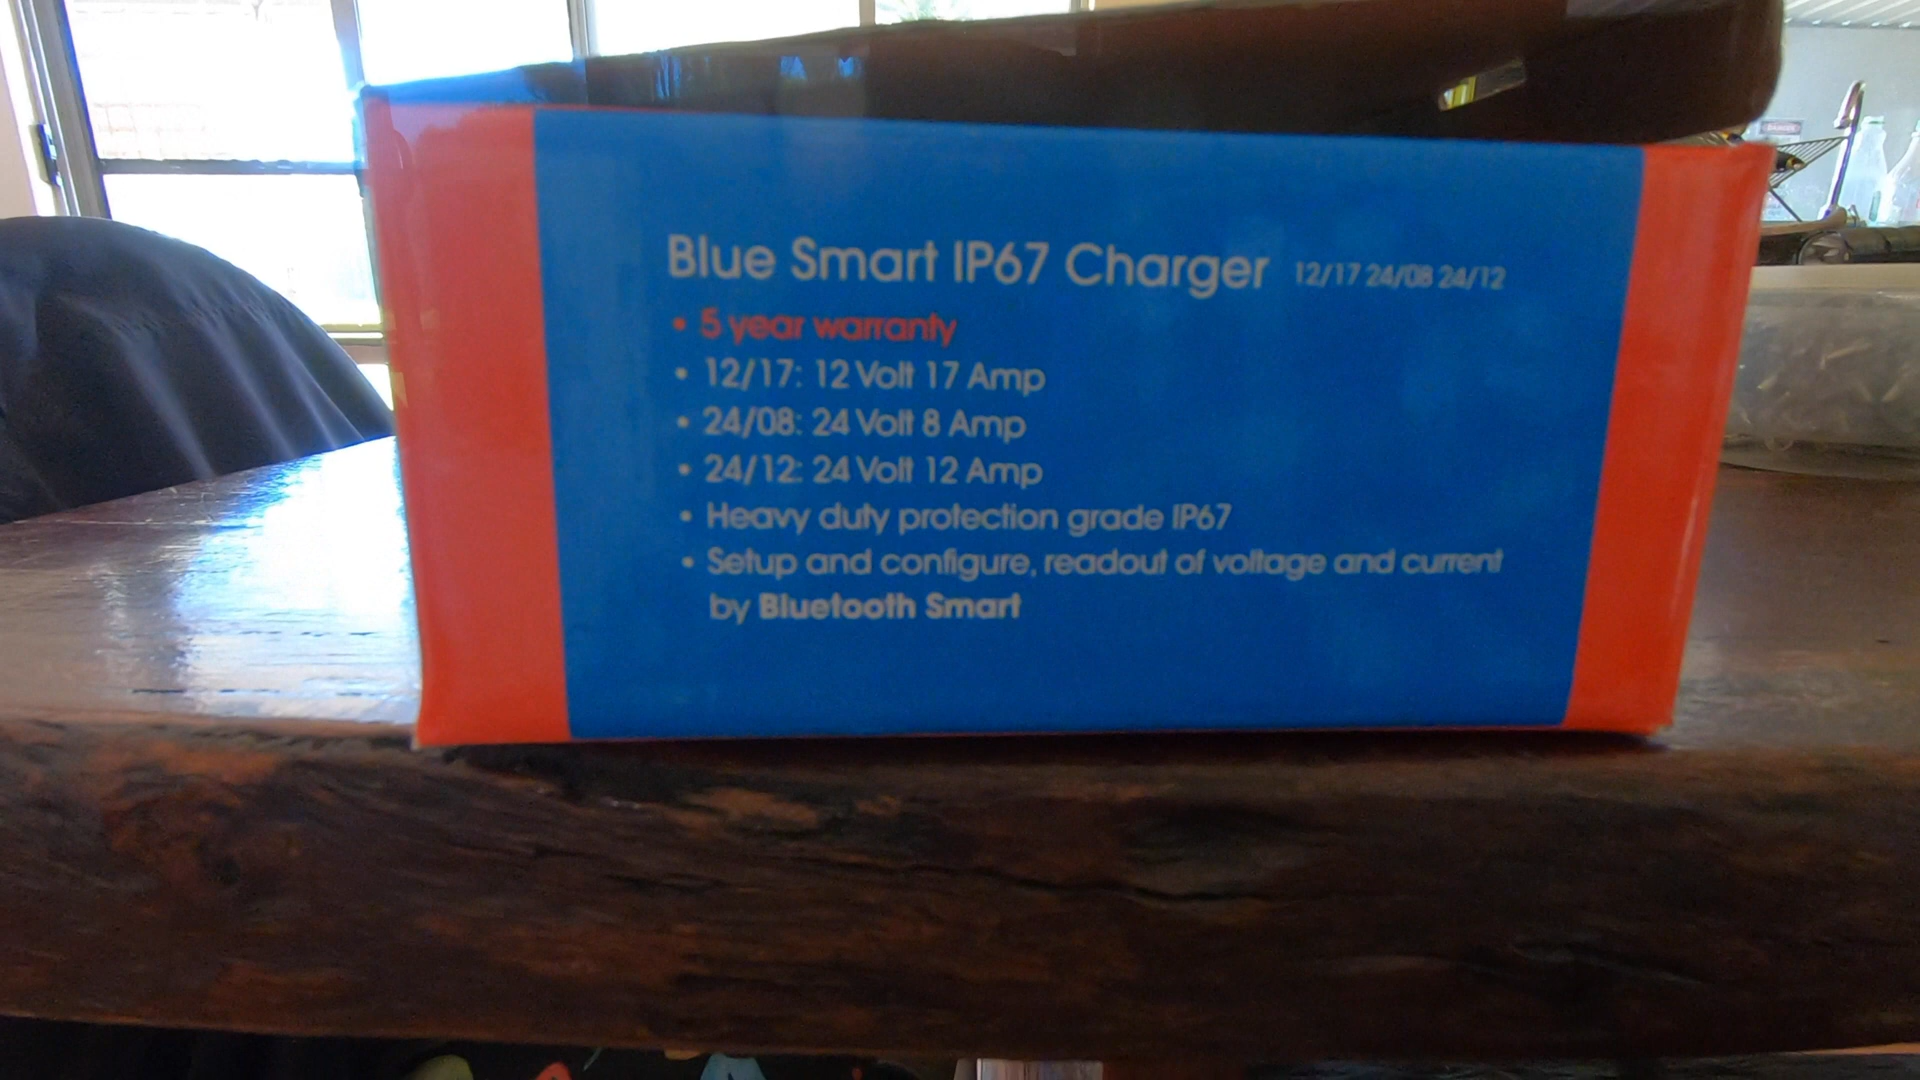 Blue Smart IP67 Charger 12/17 24/08 24/12
• 5 year warranty
• 12/17: 12 Volt 17 Amp
• 24/08: 24 Volt 8 Amp
• 24/12: 24 Volt 12 Amp
• Heavy duty protection grade IP67
• Setup and configure, readout of voltage and current
by Bluetooth Smart
DANGER